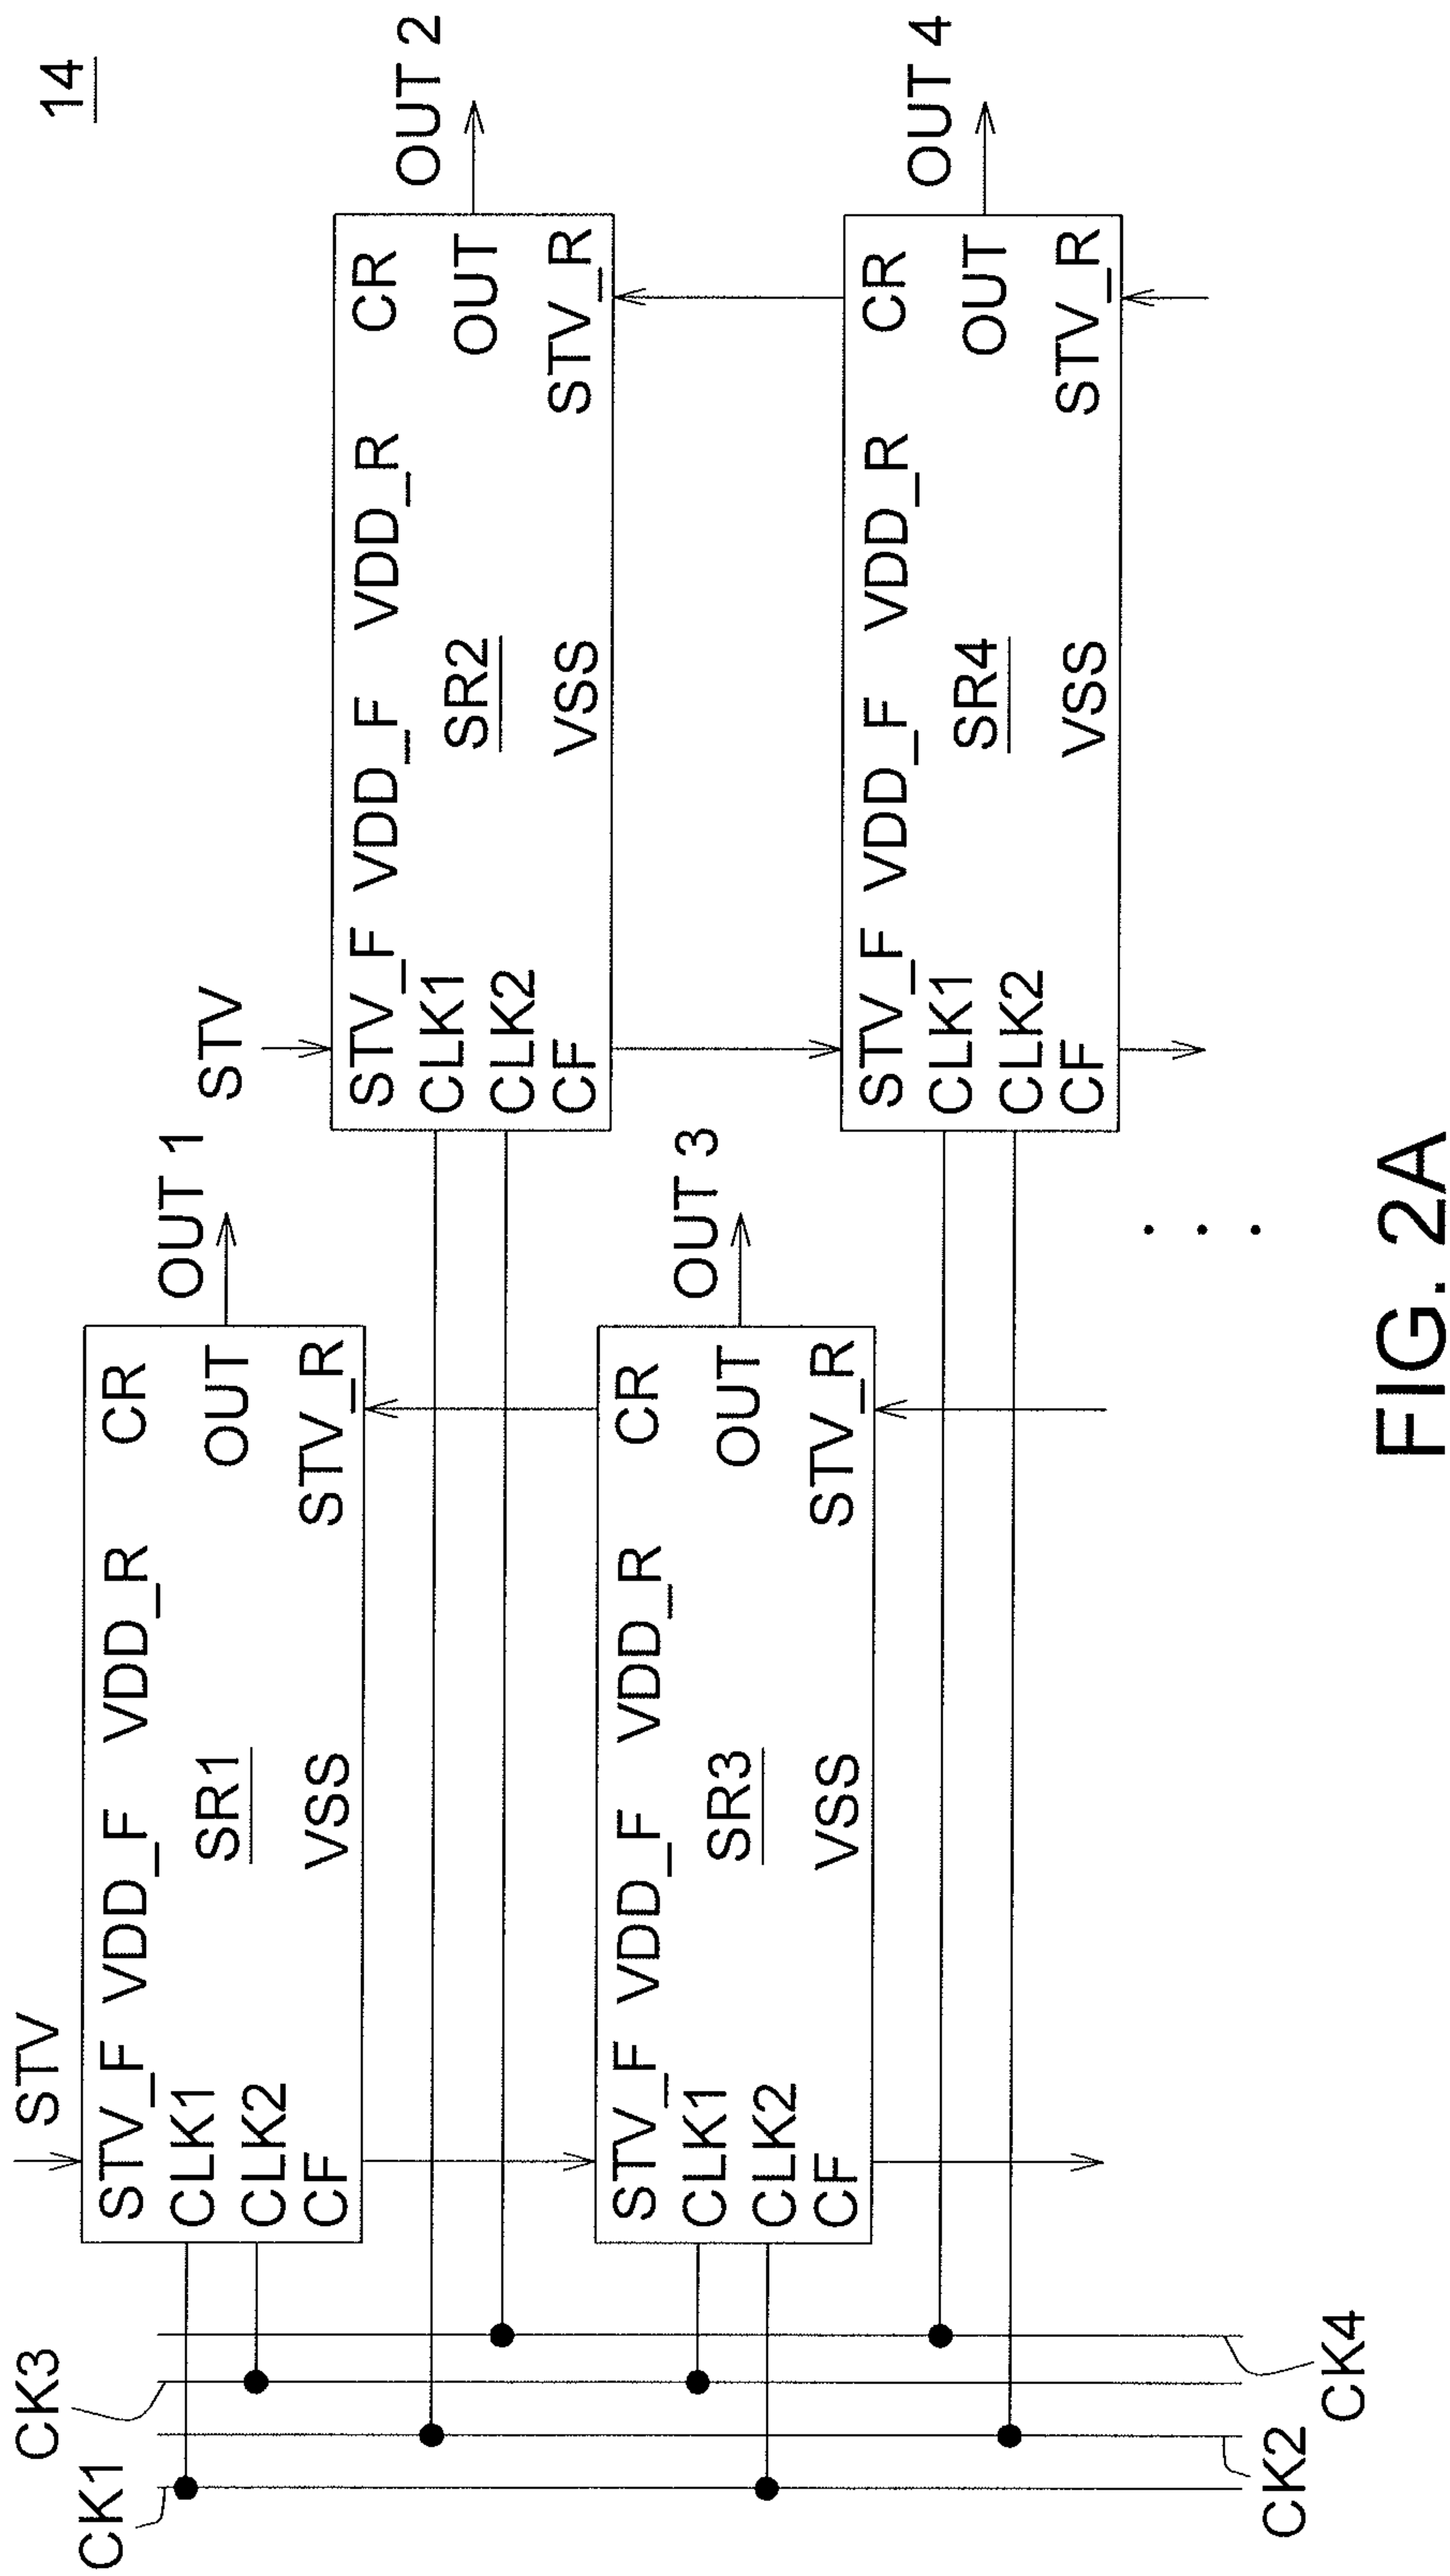 14
STV
OUT 1
STV_F VDD_F VDD_R CR
CLK1
SR1
OUT
CLK2
CF
VSS
STV_R
STV
OUT 2
STV_F VDD_F VDD_R CR
CLK1
SR2
OUT
CLK2
CF
VSS
STV_R
OUT 3
STV_F VDD_F VDD_R CR
CLK1
SR3
OUT
CLK2
CF
VSS
STV_R
OUT 4
STV_F VDD_F VDD_R CR
CLK1
SR4
OUT
CLK2
CF
VSS
STV_R
CK1
CK3
CK2
CK4
. . .
FIG. 2A